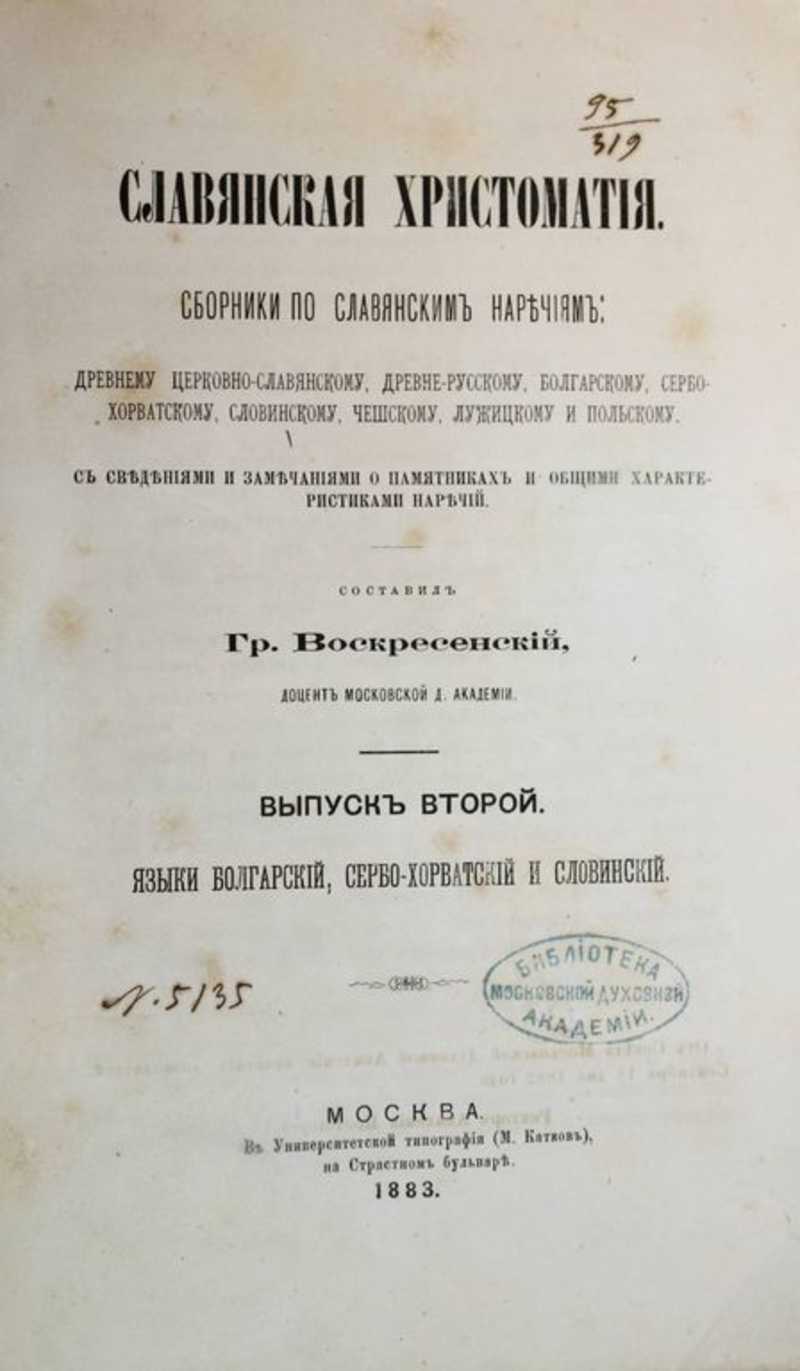 95
319
СЛАВЯНСКАЯ ХРИСТОМАТІЯ.
СБОРНИКИ ПО СЛАВЯНСКИМЪ НАРѢЧІЯМЪ:
ДРЕВНЕМУ ЦЕРКОВНО-СЛАВЯНСКОМУ, ДРЕВНЕ-РУССКОМУ, БОЛГАРСКОМУ, СЕРБО-
ХОРВАТСКОМУ, СЛОВИНСКОМУ, ЧЕШСКОМУ, ЛУЖИЦКОМУ И ПОЛЬСКОМУ.
СЪ СВѢДѢНІЯМИ И ЗАМѢЧАНІЯМИ О ПАМЯТНИКАХЪ И ОБЩИМИ ХАРАКТЕ-
РИСТИКАМИ НАРѢЧІЙ.
СОСТАВИЛЪ
Гр. Воскресенскій,
ДОЦЕНТЪ МОСКОВСКОЙ Д. АКАДЕМІИ.
ВЫПУСКЪ ВТОРОЙ.
ЯЗЫКИ БОЛГАРСКІЙ, СЕРБО-ХОРВАТСКІЙ И СЛОВИНСКІЙ.
5135
БИБЛІОТЕКА
МОСКОВСКОЙ ДУХОВНОЙ
АКАДЕМІИ.
МОСКВА.
Въ Университетской типографіи (М. Катковъ),
на Страстномъ бульварѣ.
1883.